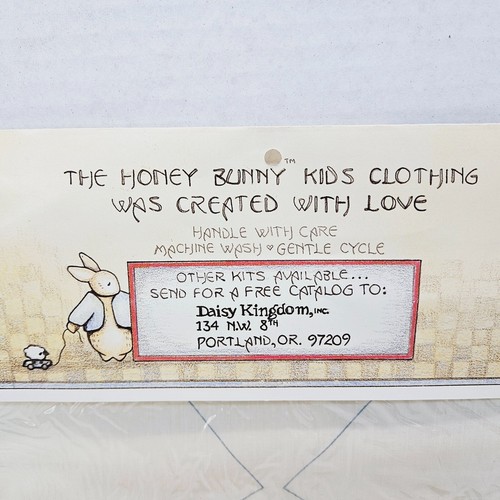 THE HONEY BUNNY™ KIDS CLOTHING
WAS CREATED WITH LOVE
HANDLE WITH CARE
MACHINE WASH ♥ GENTLE CYCLE
OTHER KITS AVAILABLE...
SEND FOR A FREE CATALOG TO:
Daisy Kingdom, INC.
134 N.W. 8TH
PORTLAND, OR. 97209